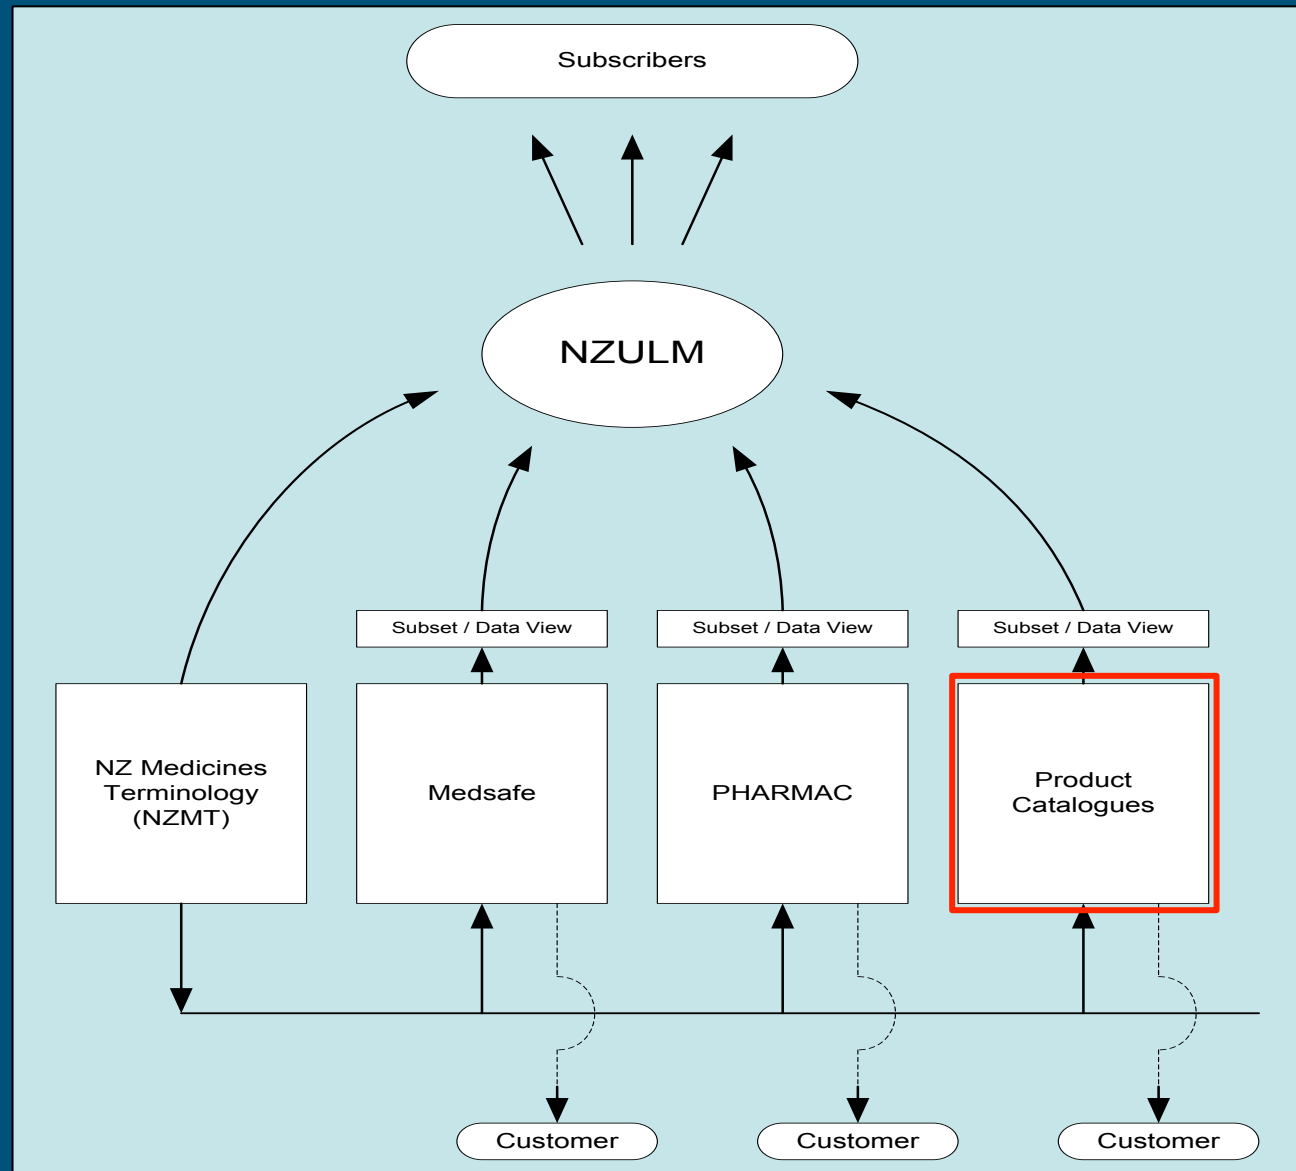 Subscribers
NZULM
Subset / Data View
Subset / Data View
Subset / Data View
NZ Medicines
Terminology
(NZMT)
Medsafe
PHARMAC
Product
Catalogues
Customer
Customer
Customer